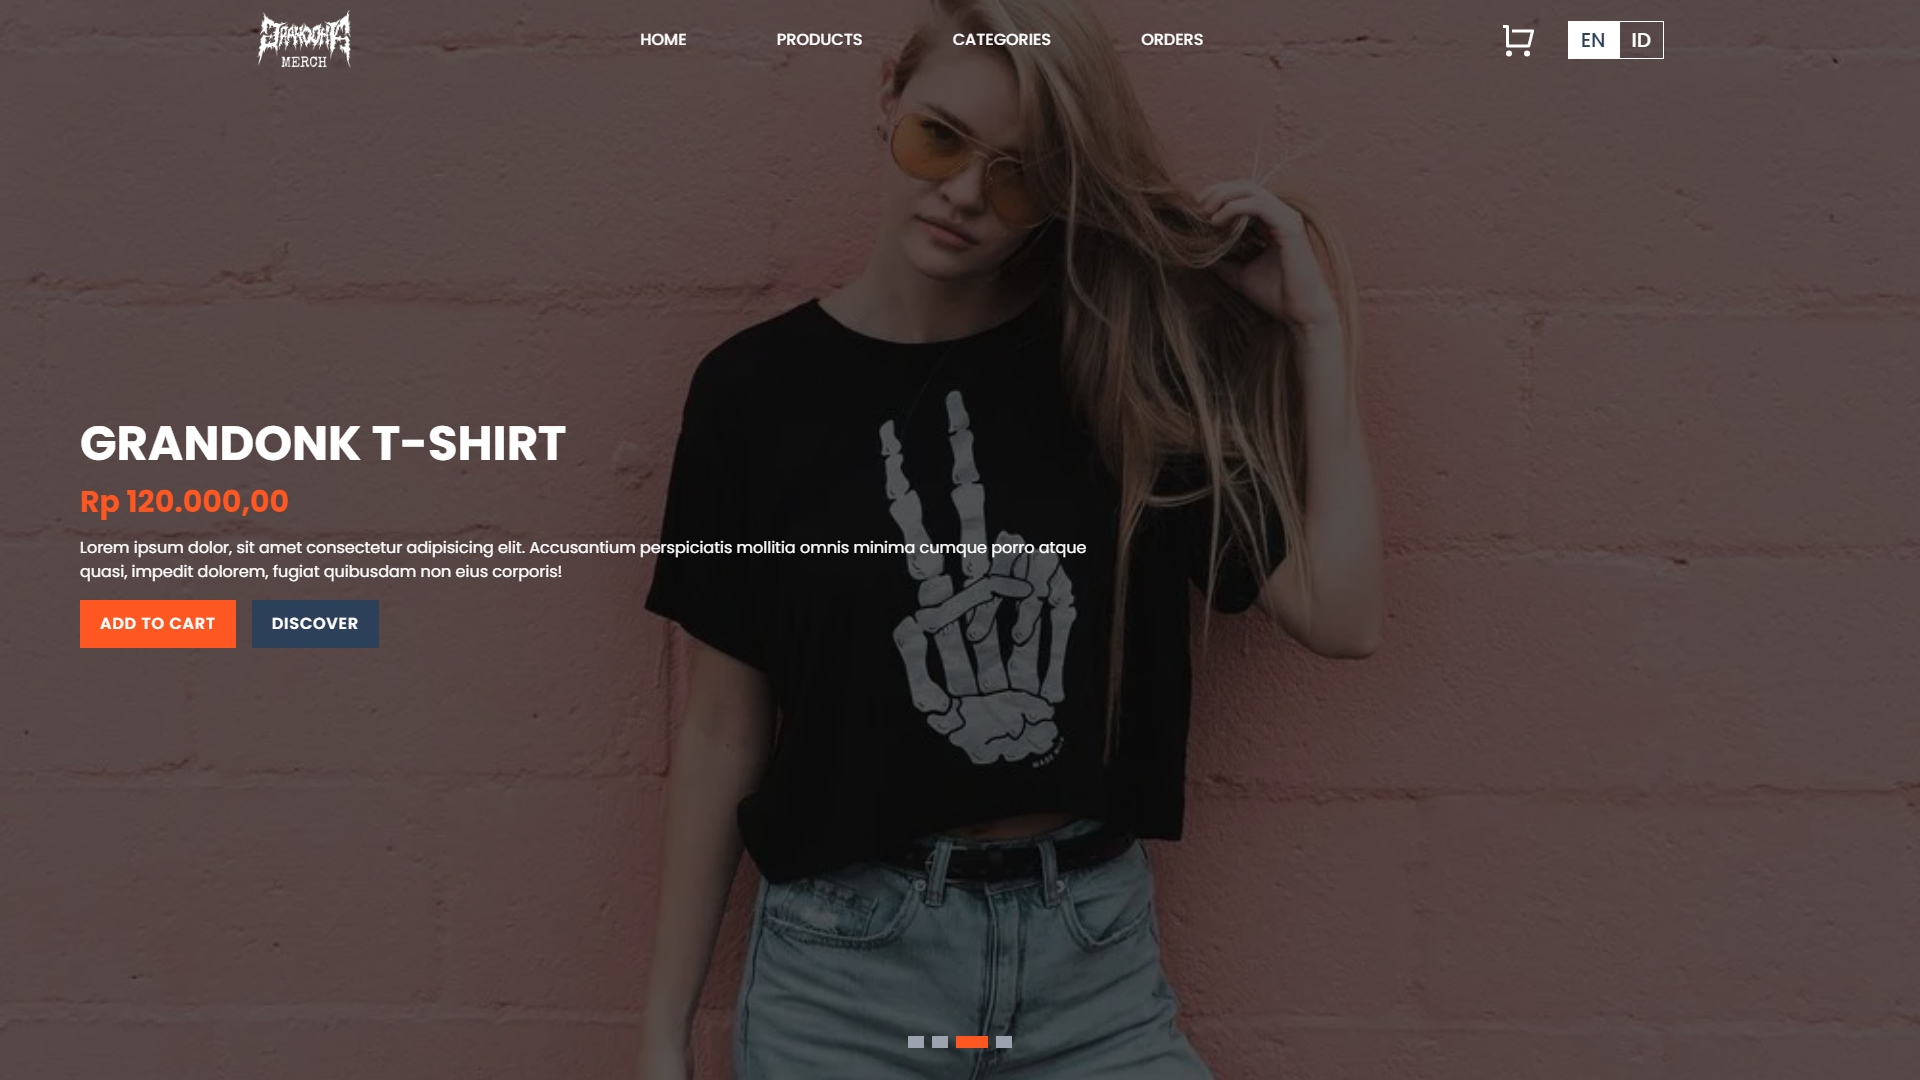 MERCH
HOME
PRODUCTS
CATEGORIES
ORDERS
EN
ID
GRANDONK T-SHIRT
Rp 120.000,00
Lorem ipsum dolor, sit amet consectetur adipisicing elit. Accusantium perspiciatis mollitia omnis minima cumque porro atque
quasi, impedit dolorem, fugiat quibusdam non eius corporis!
ADD TO CART
DISCOVER